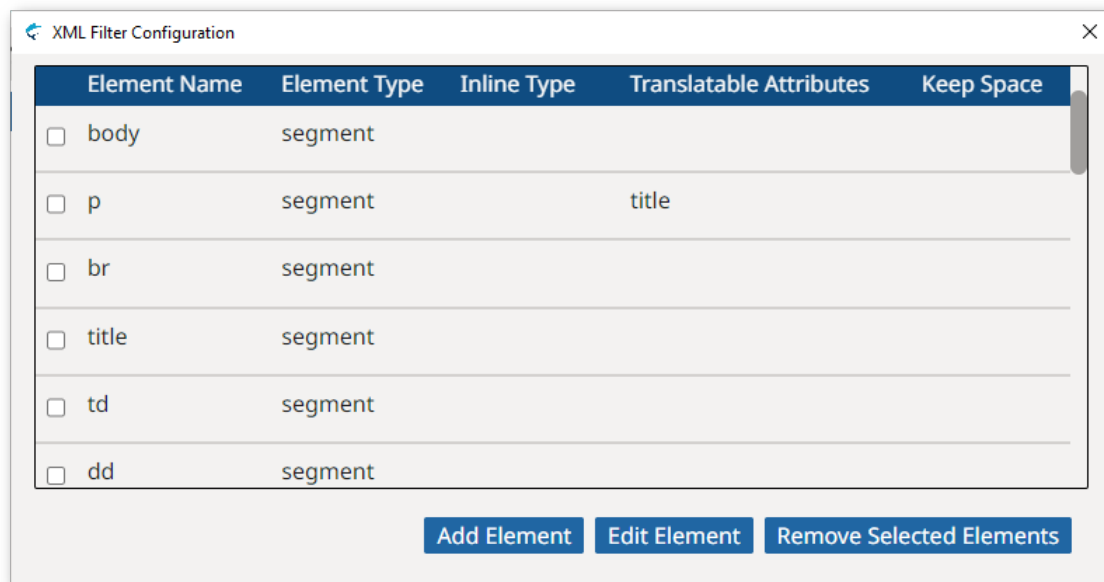 XML Filter Configuration
Element Name Element Type Inline Type Translatable Attributes Keep Space
body segment
p segment title
br segment
title segment
td segment
dd segment
Add Element Edit Element Remove Selected Elements